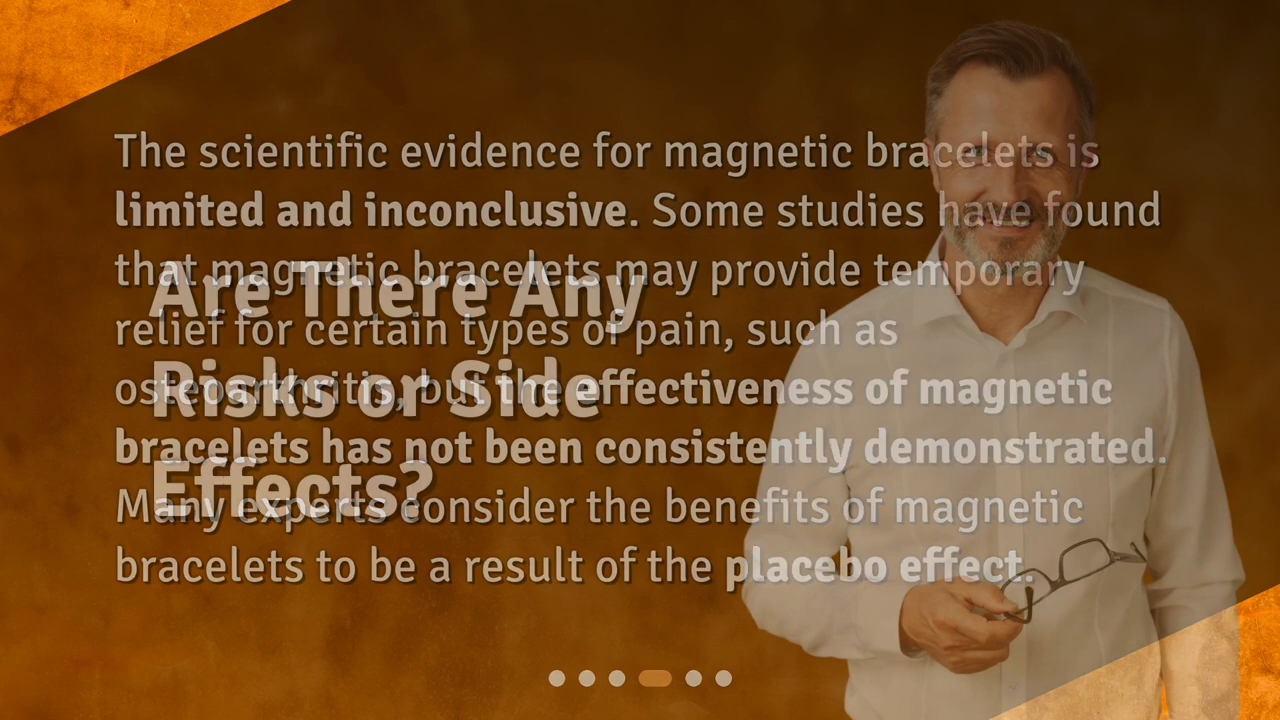 The scientific evidence for magnetic bracelets is
limited and inconclusive. Some studies have found
that magnetic bracelets may provide temporary
relief for certain types of pain, such as
osteoarthritis, but the effectiveness of magnetic
bracelets has not been consistently demonstrated.
Many experts consider the benefits of magnetic
bracelets to be a result of the placebo effect.
Are There Any
Risks or Side
Effects?